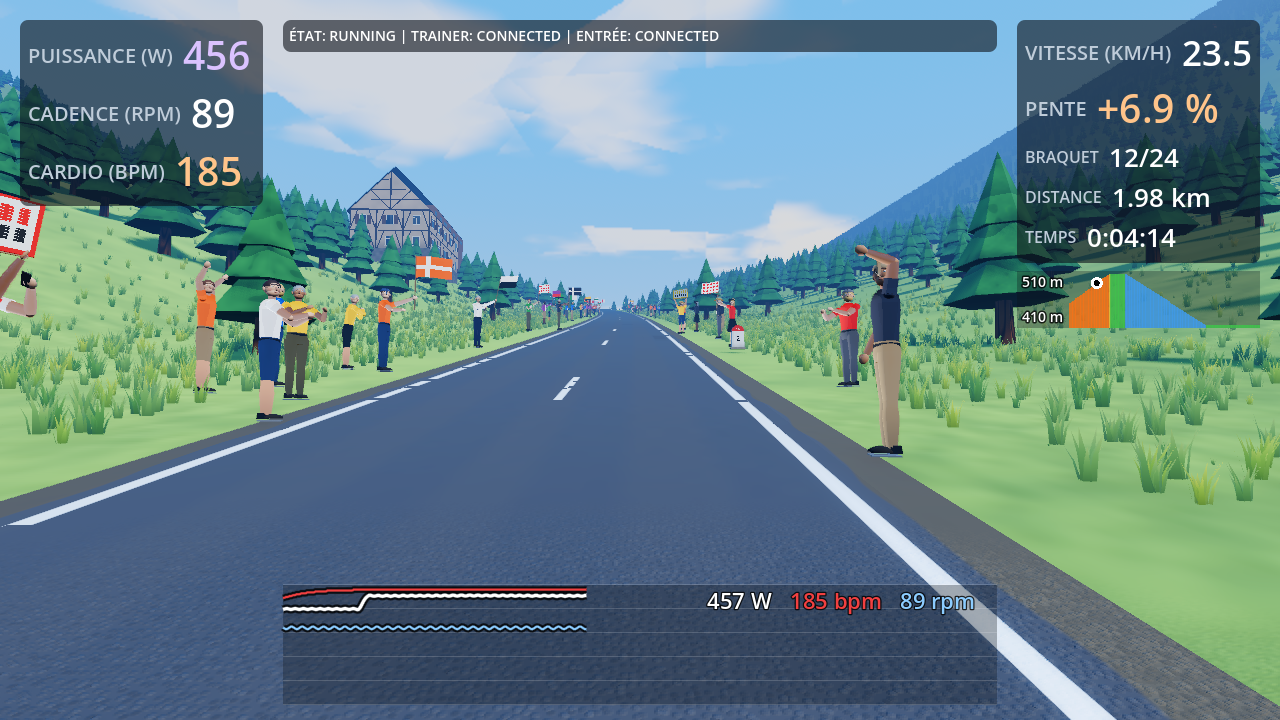 PUISSANCE (W) 456
CADENCE (RPM) 89
CARDIO (BPM) 185
ÉTAT: RUNNING | TRAINER: CONNECTED | ENTRÉE: CONNECTED
VITESSE (KM/H) 23.5
PENTE +6.9 %
BRAQUET 12/24
DISTANCE 1.98 km
TEMPS 0:04:14
510 m
410 m
2
457 W 185 bpm 89 rpm